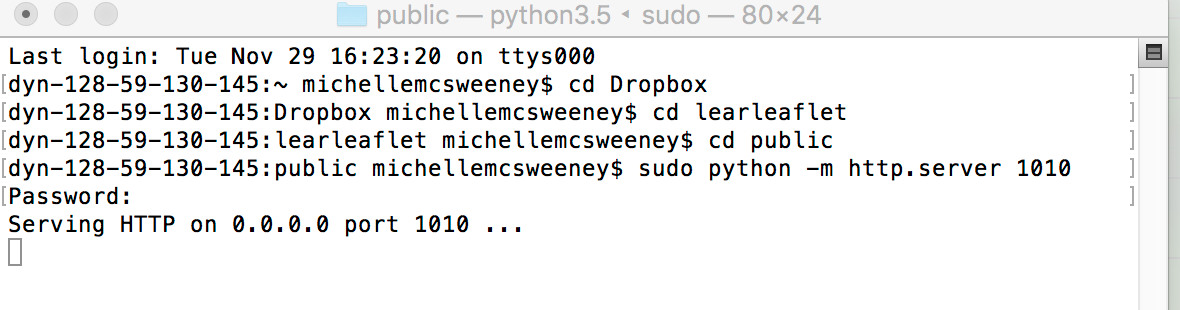 public — python3.5 ◂ sudo — 80×24
Last login: Tue Nov 29 16:23:20 on ttys000
[dyn-128-59-130-145:~ michellemcsweeney$ cd Dropbox ]
[dyn-128-59-130-145:Dropbox michellemcsweeney$ cd learleaflet ]
[dyn-128-59-130-145:learleaflet michellemcsweeney$ cd public ]
[dyn-128-59-130-145:public michellemcsweeney$ sudo python -m http.server 1010 ]
[Password: ]
Serving HTTP on 0.0.0.0 port 1010 ...